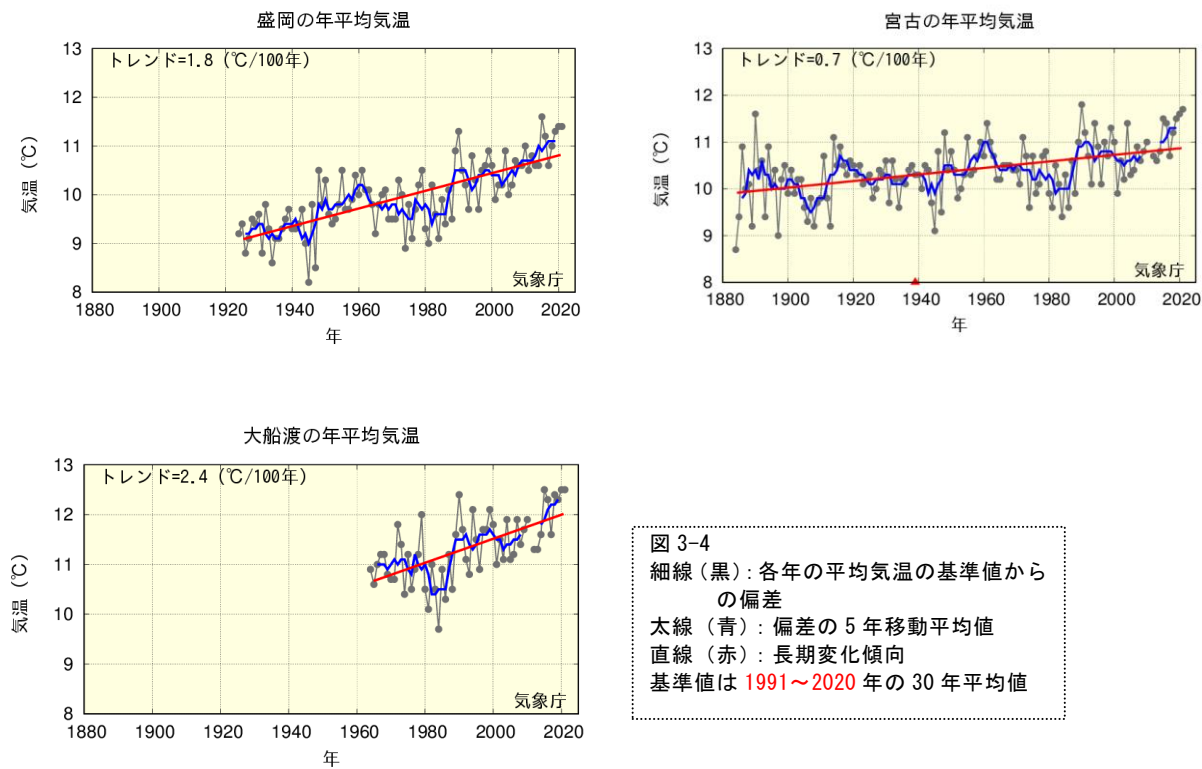 盛岡の年平均気温
トレンド=1.8 (℃/100年)
気温 (℃)
13
12
11
10
9
8
1880 1900 1920 1940 1960 1980 2000 2020
年
気象庁
宮古の年平均気温
トレンド=0.7 (℃/100年)
気温 (℃)
13
12
11
10
9
8
1880 1900 1920 1940 1960 1980 2000 2020
年
気象庁
大船渡の年平均気温
トレンド=2.4 (℃/100年)
気温 (℃)
13
12
11
10
9
8
1880 1900 1920 1940 1960 1980 2000 2020
年
気象庁
図 3-4
細線(黒):各年の平均気温の基準値から
の偏差
太線(青):偏差の 5 年移動平均値
直線(赤):長期変化傾向
基準値は 1991～2020 年の 30 年平均値